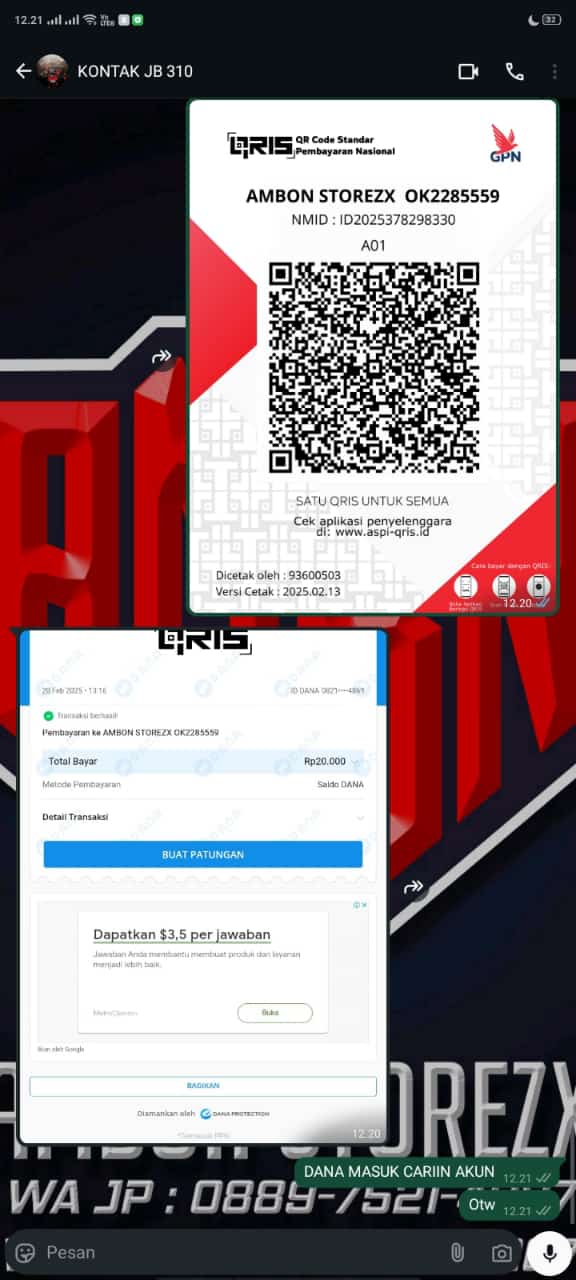 12.21
Vo LTE
32
KONTAK JB 310
QRIS QR Code Standar
Pembayaran Nasional
GPN
AMBON STOREZX OK2285559
NMID : ID2025378298330
A01
SATU QRIS UNTUK SEMUA
Cek aplikasi penyelenggara
di: www.aspi-qris.id
Cara bayar dengan QRIS:
Dicetak oleh : 93600503
Versi Cetak : 2025.02.13
12.20
QRIS
20 Feb 2025 • 13:16
ID DANA 0821
Transaksi berhasil!
Pembayaran ke AMBON STOREZX OK2285559
Total Bayar Rp20.000
Metode Pembayaran Saldo DANA
Detail Transaksi
BUAT PATUNGAN
Dapatkan $3,5 per jawaban
Jawaban Anda membantu membuat produk dan layanan
menjadi lebih baik.
Buka
Iklan oleh Google
BAGIKAN
Diamankan oleh DANA PROTECTION
12.20
STOREZX
DANA MASUK CARIIN AKUN 12.21
WA JP : 0889-7521-
Otw 12.21
Pesan